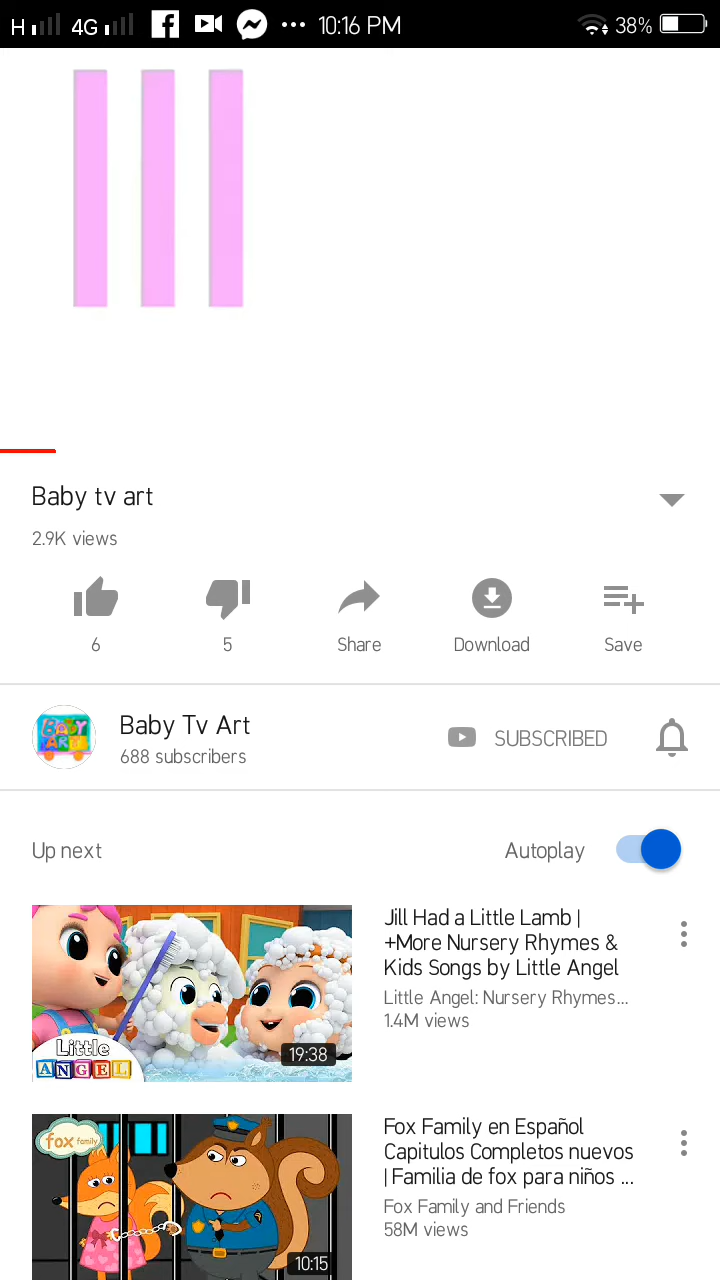 H 4G ••• 10:16 PM 38%
Baby tv art
2.9K views
6 5 Share Download Save
Baby Tv Art
688 subscribers
SUBSCRIBED
Up next Autoplay
Jill Had a Little Lamb |
+More Nursery Rhymes &
Kids Songs by Little Angel
Little Angel: Nursery Rhymes...
1.4M views
Little
ANGEL
19:38
Fox Family en Español
Capitulos Completos nuevos
| Familia de fox para niños ...
Fox Family and Friends
58M views
fox family
10:15